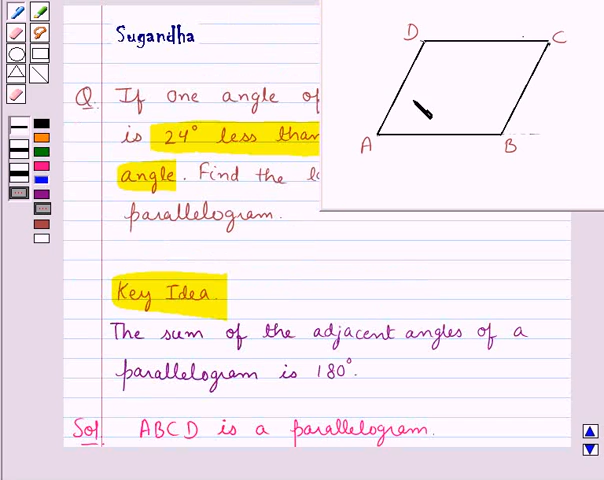 Sugandha
Q. If one angle of
is 24° less than
angle. Find the
parallelogram.
Key Idea
The sum of the adjacent angles of a
parallelogram is 180°.
Sol. ABCD is a parallelogram.
D
C
A
B